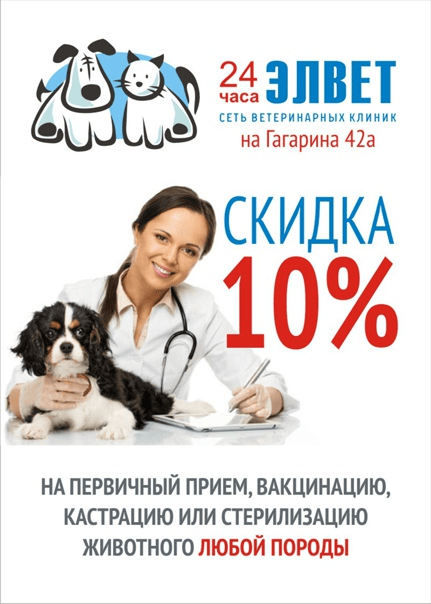 24
часа
ЭЛВЕТ
СЕТЬ ВЕТЕРИНАРНЫХ КЛИНИК
на Гагарина 42а
СКИДКА
10%
НА ПЕРВИЧНЫЙ ПРИЕМ, ВАКЦИНАЦИЮ,
КАСТРАЦИЮ ИЛИ СТЕРИЛИЗАЦИЮ
ЖИВОТНОГО ЛЮБОЙ ПОРОДЫ